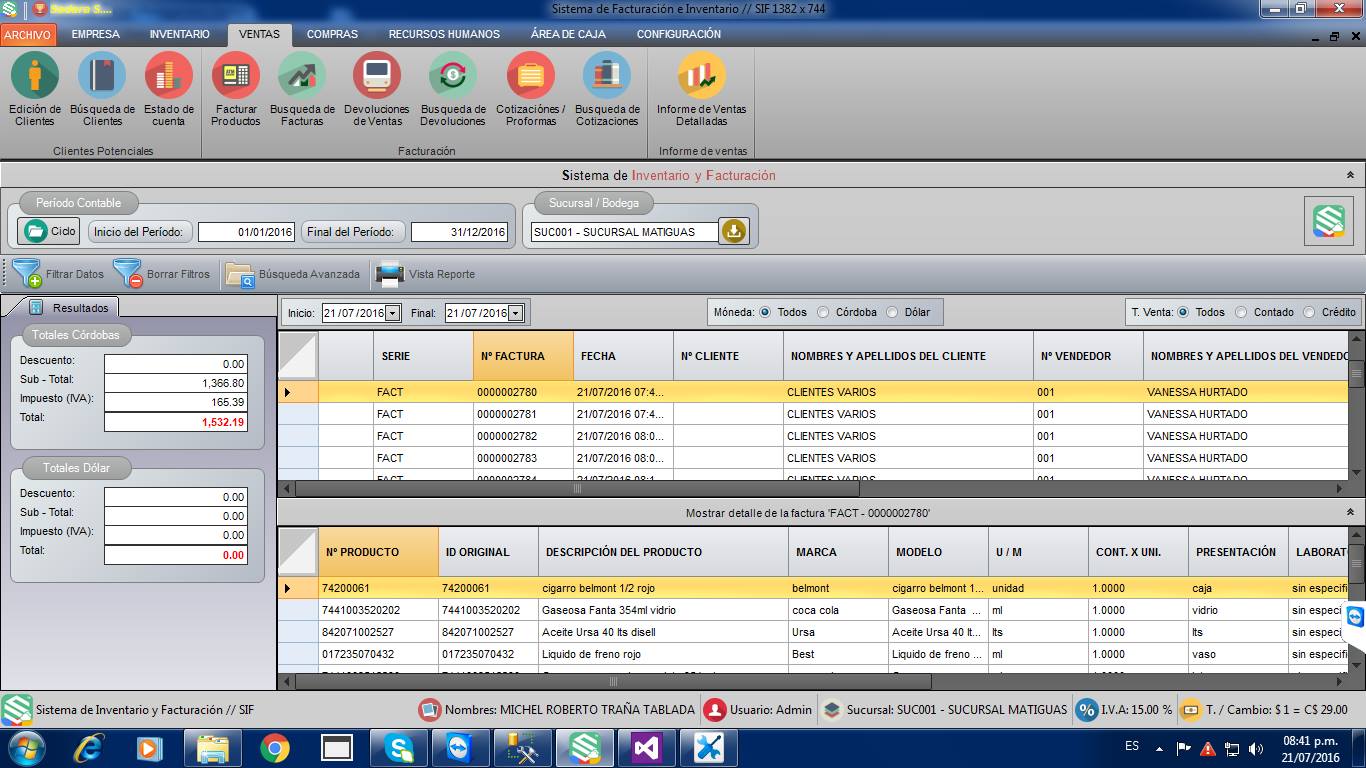 Sistema de Facturación e Inventario // SIF 1382 x 744
ARCHIVO EMPRESA INVENTARIO VENTAS COMPRAS RECURSOS HUMANOS ÁREA DE CAJA CONFIGURACIÓN
Edición de Clientes
Búsqueda de Clientes
Estado de cuenta
Facturar Productos
Busqueda de Facturas
Devoluciones de Ventas
Busqueda de Devoluciones
Cotizaciónes / Proformas
Busqueda de Cotizaciones
Informe de Ventas Detalladas
Clientes Potenciales Facturación Informe de ventas
Sistema de Inventario y Facturación
Período Contable Sucursal / Bodega
Ciclo Inicio del Período: 01/01/2016 Final del Período: 31/12/2016 SUC001 - SUCURSAL MATIGUAS
Filtrar Datos Borrar Filtros Búsqueda Avanzada Vista Reporte
Resultados
Totales Córdobas
Descuento: 0.00
Sub - Total: 1,366.80
Impuesto (IVA): 165.39
Total: 1,532.19
Totales Dólar
Descuento: 0.00
Sub - Total: 0.00
Impuesto (IVA): 0.00
Total: 0.00
Inicio: 21/07/2016 Final: 21/07/2016 Móneda: Todos Córdoba Dólar T. Venta: Todos Contado Crédito
SERIE Nº FACTURA FECHA Nº CLIENTE NOMBRES Y APELLIDOS DEL CLIENTE Nº VENDEDOR NOMBRES Y APELLIDOS DEL VENDEDO
FACT 0000002780 21/07/2016 07:4... CLIENTES VARIOS 001 VANESSA HURTADO
FACT 0000002781 21/07/2016 07:4... CLIENTES VARIOS 001 VANESSA HURTADO
FACT 0000002782 21/07/2016 08:0... CLIENTES VARIOS 001 VANESSA HURTADO
FACT 0000002783 21/07/2016 08:0... CLIENTES VARIOS 001 VANESSA HURTADO
FACT 0000002784 21/07/2016 08:1... CLIENTES VARIOS 001 VANESSA HURTADO
Mostrar detalle de la factura 'FACT - 0000002780'
Nº PRODUCTO ID ORIGINAL DESCRIPCIÓN DEL PRODUCTO MARCA MODELO U / M CONT. X UNI. PRESENTACIÓN LABORAT
74200061 74200061 cigarro belmont 1/2 rojo belmont cigarro belmont 1... unidad 1.0000 caja sin especifi
7441003520202 7441003520202 Gaseosa Fanta 354ml vidrio coca cola Gaseosa Fanta ... ml 1.0000 vidrio sin especi
842071002527 842071002527 Aceite Ursa 40 lts disell Ursa Aceite Ursa 40 lt... lts 1.0000 lts sin especi
017235070432 017235070432 Liquido de freno rojo Best Liquido de freno ... ml 1.0000 vaso sin especifi
Sistema de Inventario y Facturación // SIF Nombres: MICHEL ROBERTO TRAÑA TABLADA Usuario: Admin Sucursal: SUC001 - SUCURSAL MATIGUAS I.V.A: 15.00 % T. / Cambio: $ 1 = C$ 29.00
ES 08:41 p.m.
21/07/2016